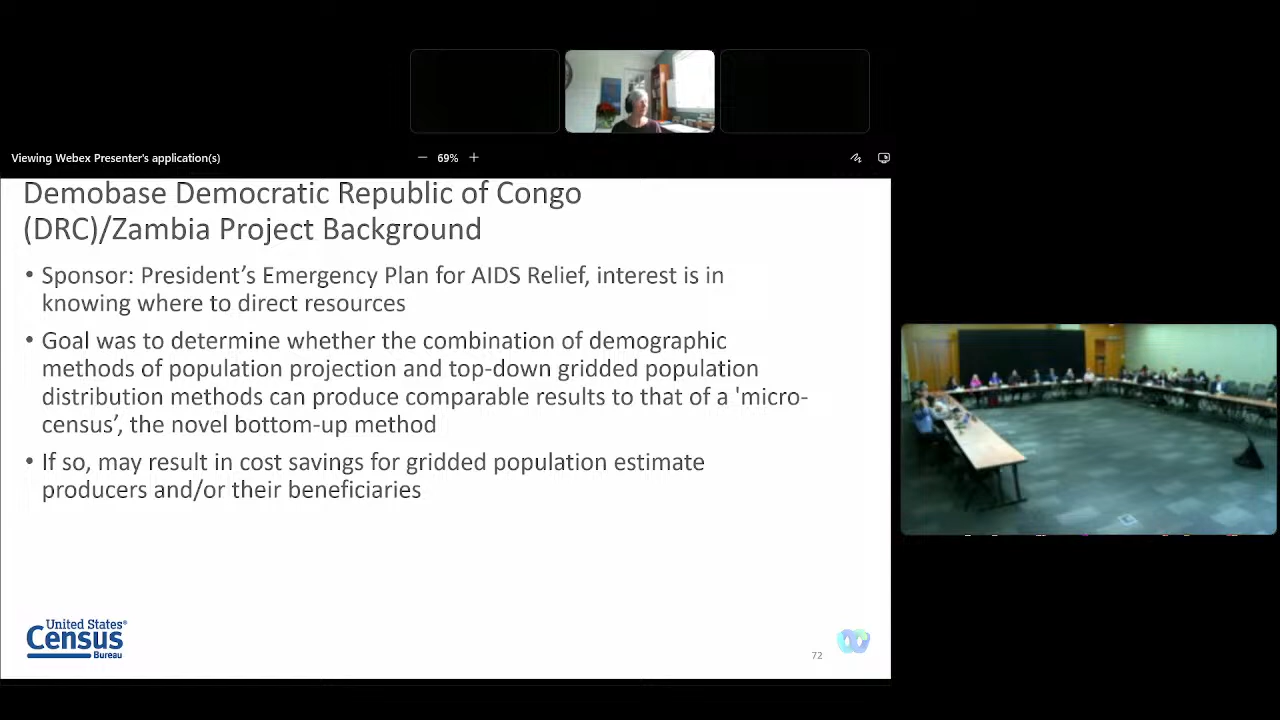 Viewing Webex Presenter's application(s)
69%
Demobase Democratic Republic of Congo
(DRC)/Zambia Project Background
• Sponsor: President’s Emergency Plan for AIDS Relief, interest is in
knowing where to direct resources
• Goal was to determine whether the combination of demographic
methods of population projection and top-down gridded population
distribution methods can produce comparable results to that of a 'micro-
census’, the novel bottom-up method
• If so, may result in cost savings for gridded population estimate
producers and/or their beneficiaries
United States®
Census
Bureau
72